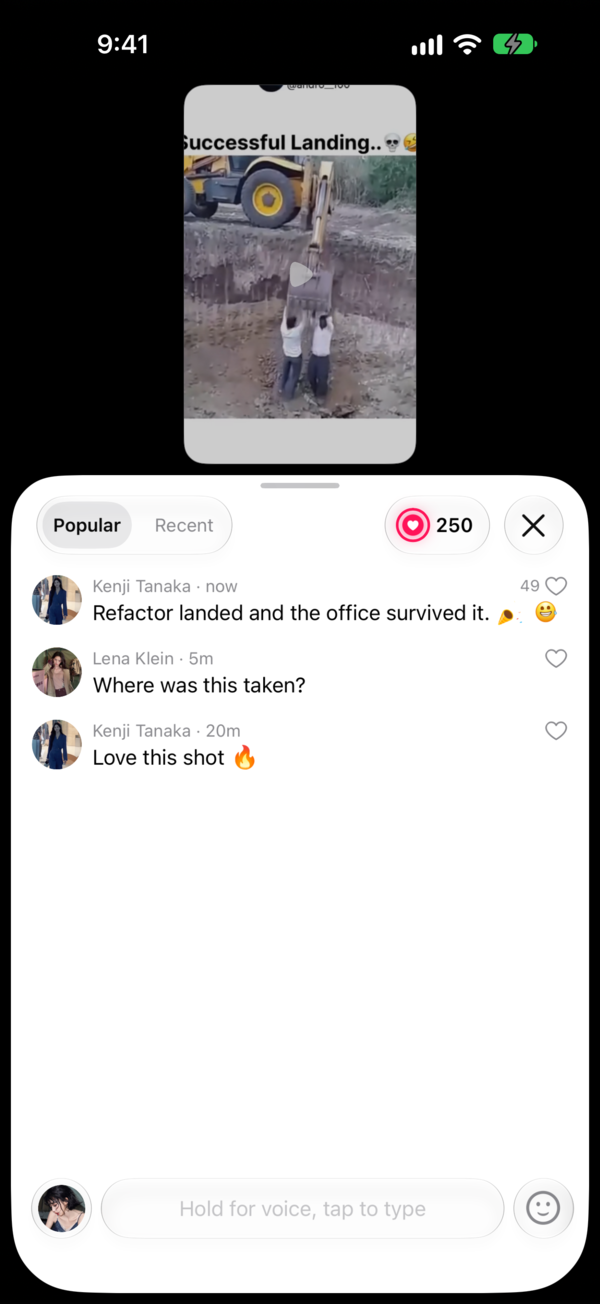 9:41
@andro__100
Successful Landing..💀🤣
Popular
Recent
250
Kenji Tanaka · now
49
Refactor landed and the office survived it. 🎉 😬
Lena Klein · 5m
Where was this taken?
Kenji Tanaka · 20m
Love this shot 🔥
Hold for voice, tap to type